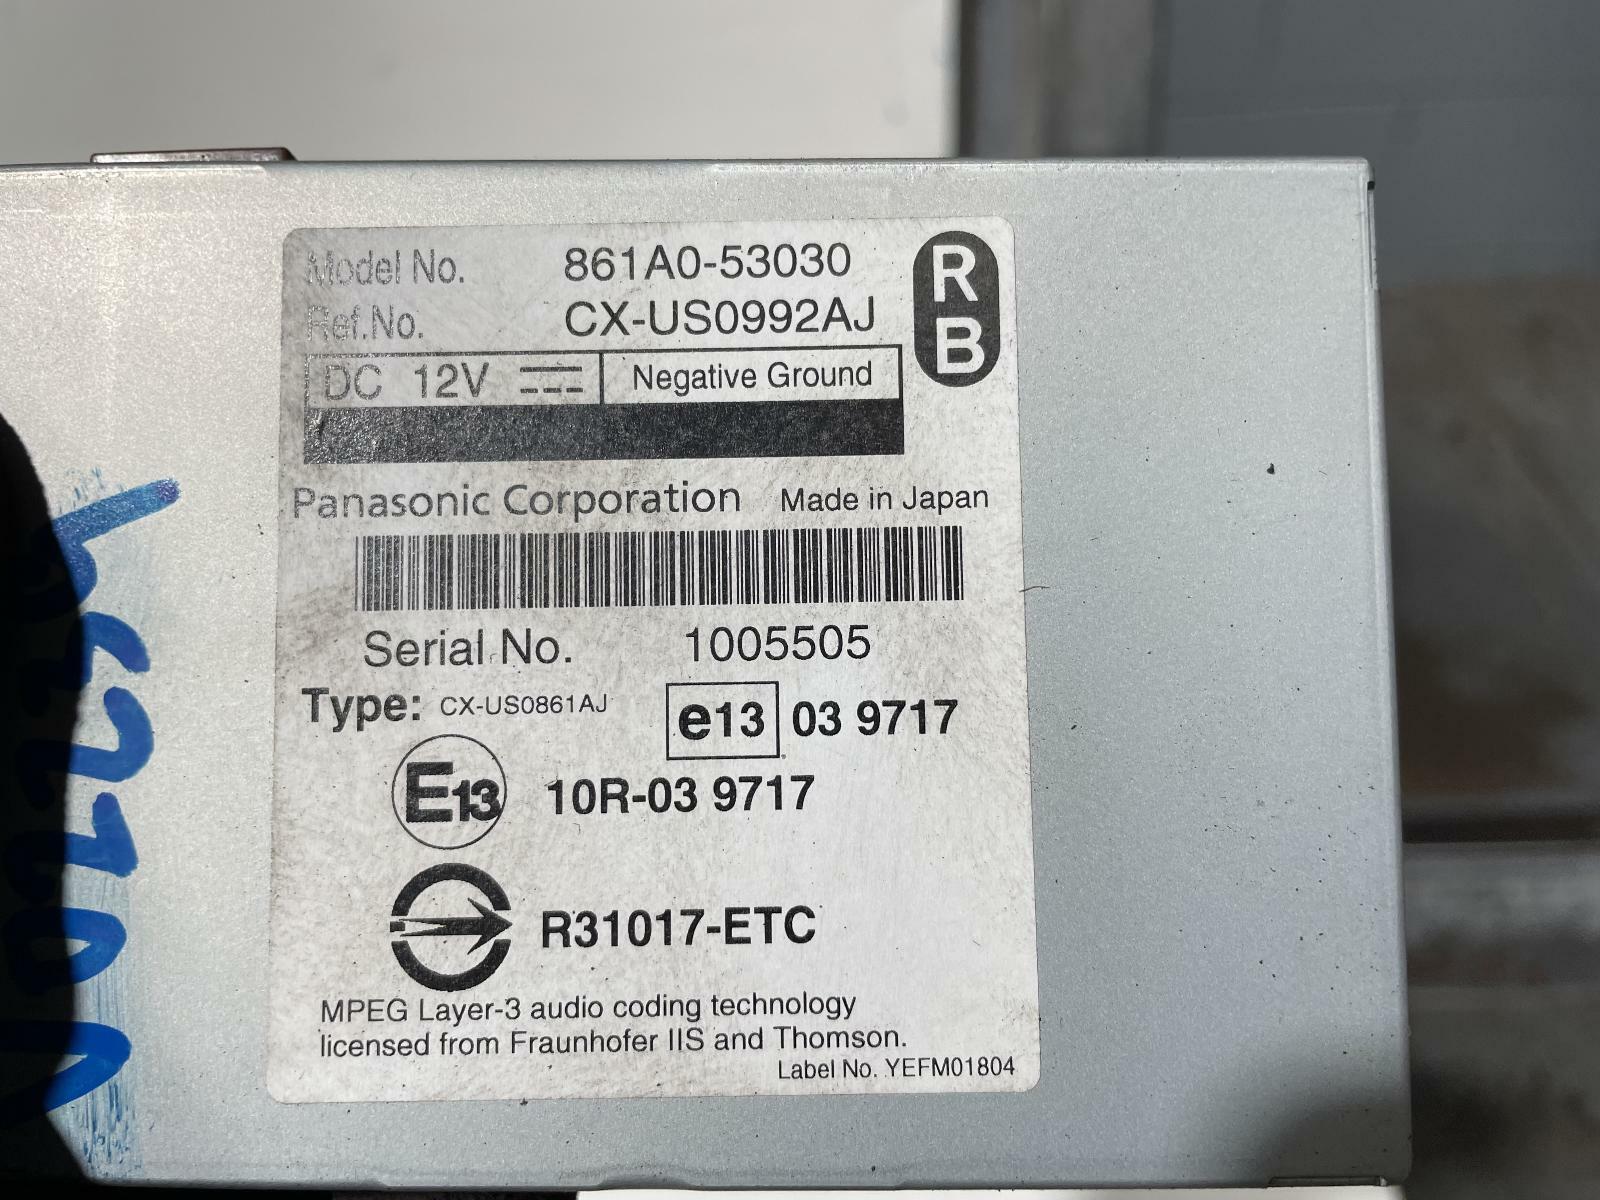 Model No. 861A0-53030
Ref.No. CX-US0992AJ
R
B
DC 12V Negative Ground
Panasonic Corporation Made in Japan
Serial No. 1005505
Type: CX-US0861AJ e13 03 9717
E13 10R-03 9717
R31017-ETC
MPEG Layer-3 audio coding technology
licensed from Fraunhofer IIS and Thomson.
Label No. YEFM01804